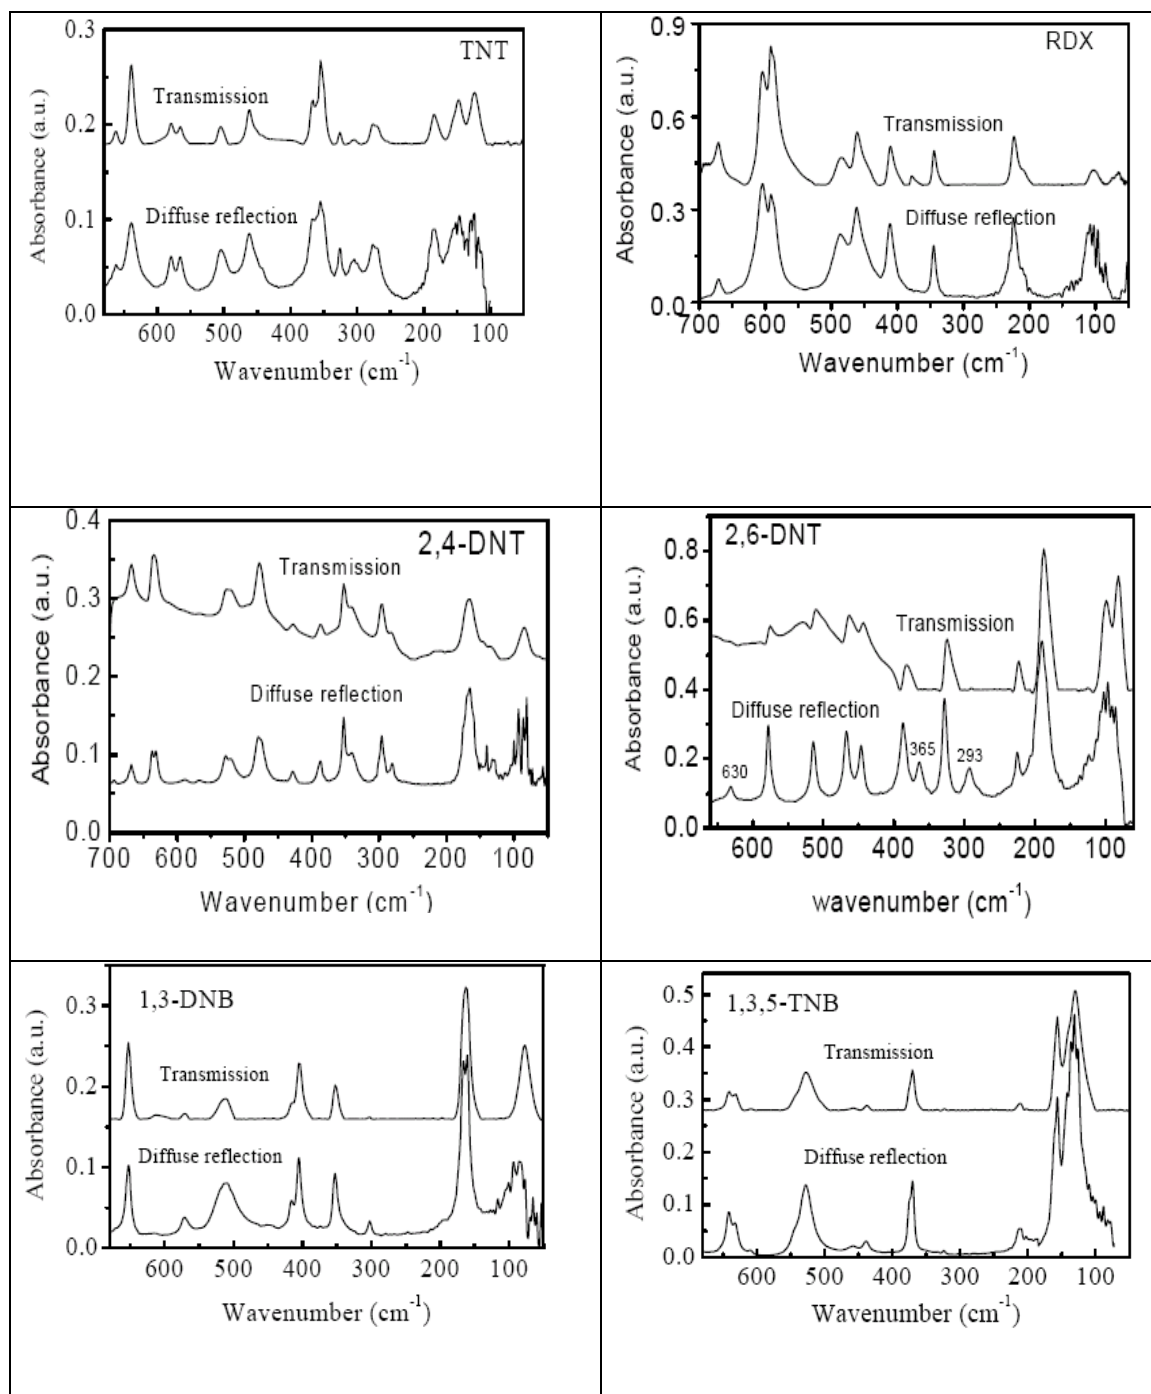 TNT
Absorbance (a.u.)
0.3
0.2
0.1
0.0
Transmission
Diffuse reflection
600 500 400 300 200 100
Wavenumber (cm-1)
RDX
Absorbance (a.u.)
0.9
0.6
0.3
0.0
Transmission
Diffuse reflection
700 600 500 400 300 200 100
Wavenumber (cm-1)
2,4-DNT
Absorbance (a.u.)
0.4
0.3
0.2
0.1
0.0
Transmission
Diffuse reflection
700 600 500 400 300 200 100
Wavenumber (cm-1)
2,6-DNT
Absorbance (a.u.)
0.8
0.6
0.4
0.2
0.0
Transmission
Diffuse reflection
630
365
293
600 500 400 300 200 100
wavenumber (cm-1)
1,3-DNB
Absorbance (a.u.)
0.3
0.2
0.1
0.0
Transmission
Diffuse reflection
600 500 400 300 200 100
Wavenumber (cm-1)
1,3,5-TNB
Absorbance (a.u.)
0.5
0.4
0.3
0.2
0.1
0.0
Transmission
Diffuse reflection
600 500 400 300 200 100
Wavenumber (cm-1)